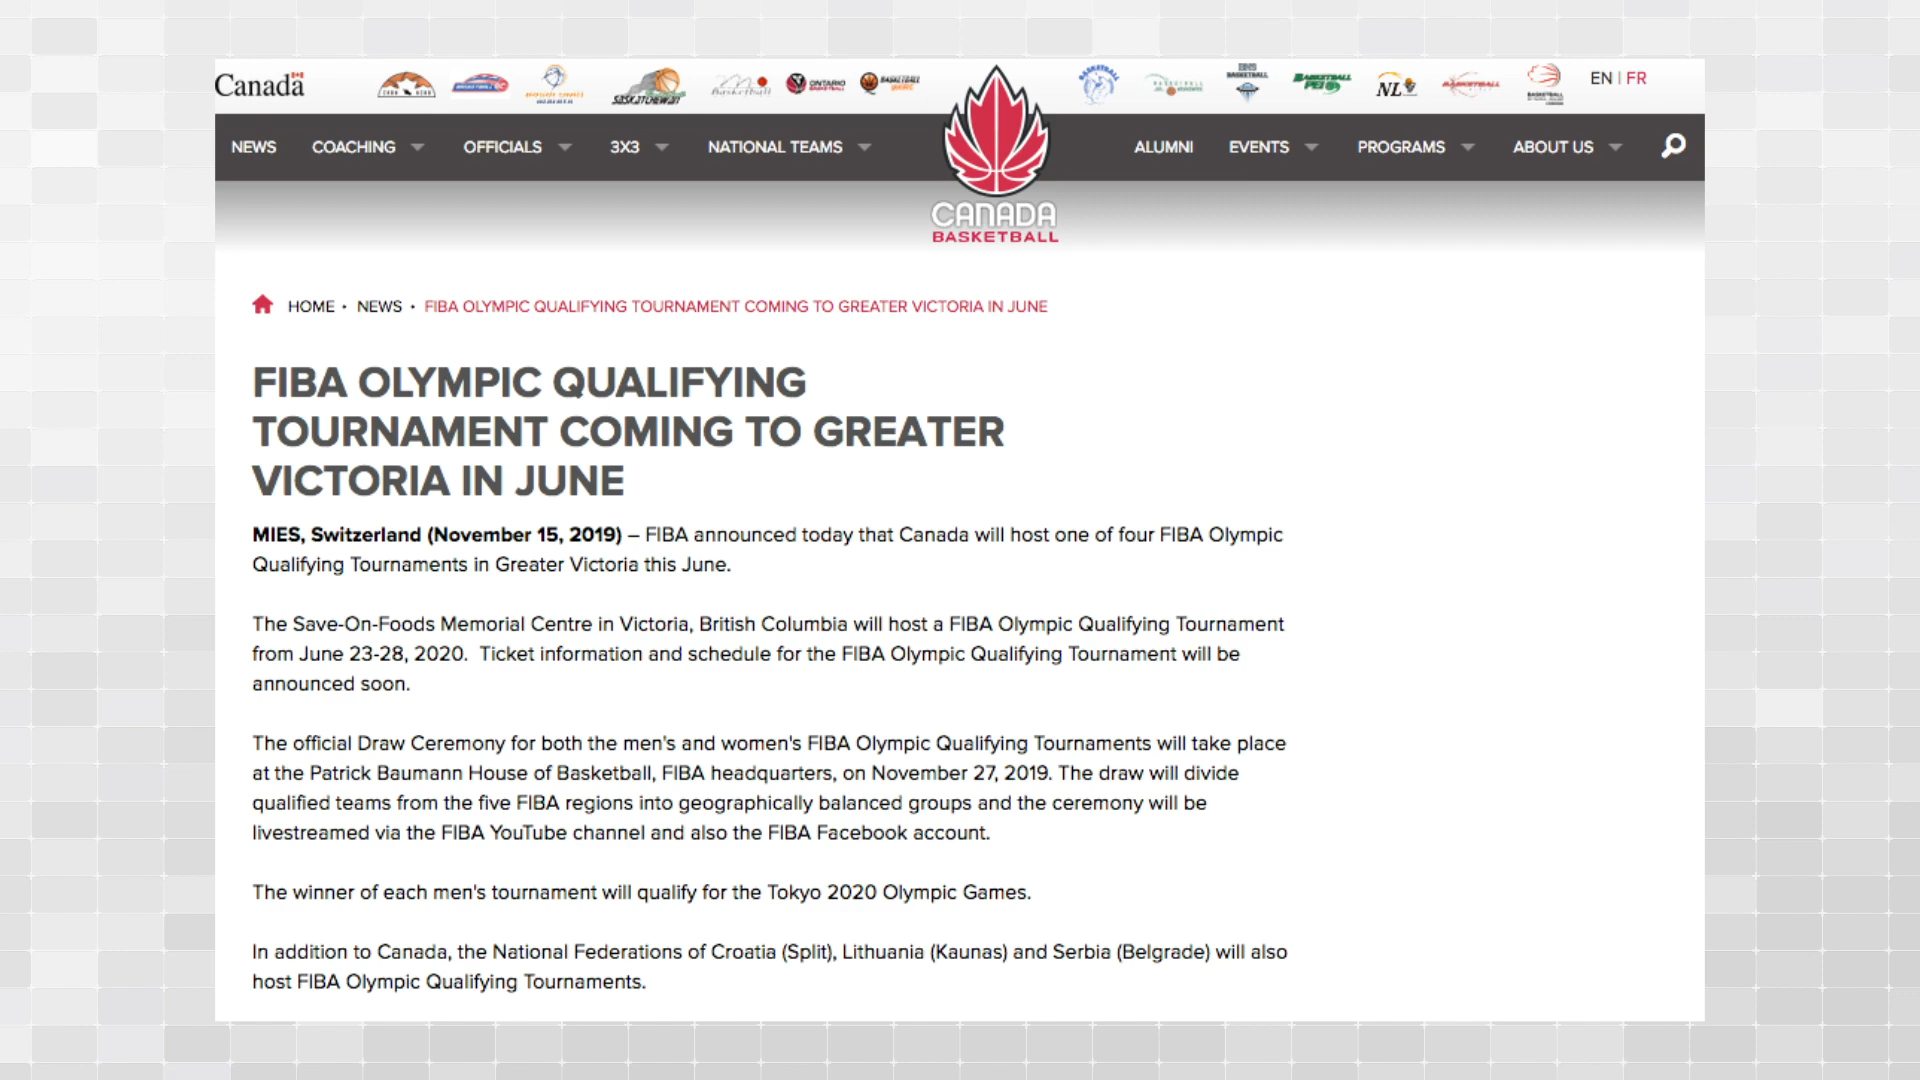 Canada
ONTARIO
BASKETBALL
BASKETBALL
NL
BASKETBALL
PEI
EN | FR
NEWS COACHING OFFICIALS 3X3 NATIONAL TEAMS ALUMNI EVENTS PROGRAMS ABOUT US
CANADA
BASKETBALL
HOME • NEWS • FIBA OLYMPIC QUALIFYING TOURNAMENT COMING TO GREATER VICTORIA IN JUNE
FIBA OLYMPIC QUALIFYING
TOURNAMENT COMING TO GREATER
VICTORIA IN JUNE
MIES, Switzerland (November 15, 2019) – FIBA announced today that Canada will host one of four FIBA Olympic
Qualifying Tournaments in Greater Victoria this June.
The Save-On-Foods Memorial Centre in Victoria, British Columbia will host a FIBA Olympic Qualifying Tournament
from June 23-28, 2020. Ticket information and schedule for the FIBA Olympic Qualifying Tournament will be
announced soon.
The official Draw Ceremony for both the men's and women's FIBA Olympic Qualifying Tournaments will take place
at the Patrick Baumann House of Basketball, FIBA headquarters, on November 27, 2019. The draw will divide
qualified teams from the five FIBA regions into geographically balanced groups and the ceremony will be
livestreamed via the FIBA YouTube channel and also the FIBA Facebook account.
The winner of each men's tournament will qualify for the Tokyo 2020 Olympic Games.
In addition to Canada, the National Federations of Croatia (Split), Lithuania (Kaunas) and Serbia (Belgrade) will also
host FIBA Olympic Qualifying Tournaments.